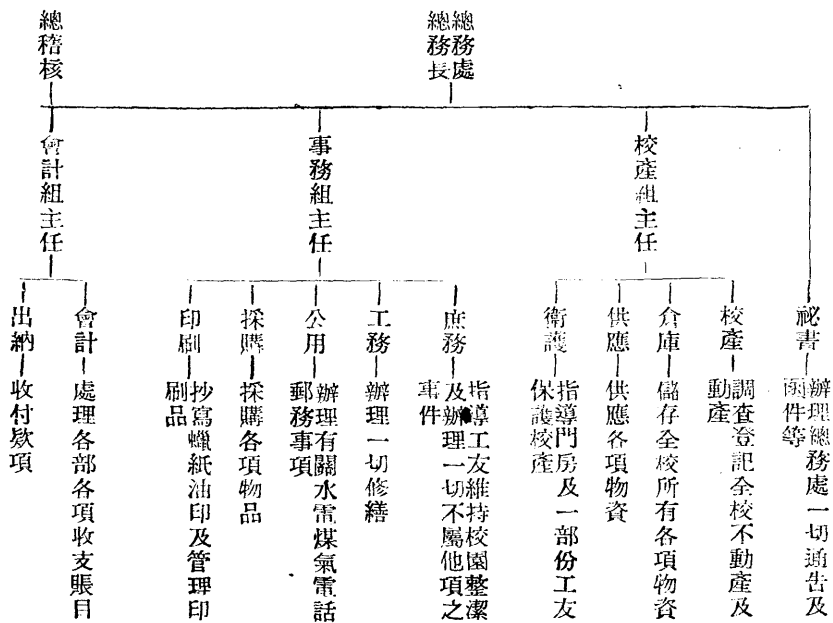 總務處
總務長
總稽核
校產組主任
事務組主任
會計組主任
祕書
辦理總務處一切通告及
函件等
校產
調查登記全校不動產及
動產
倉庫
儲存全校所有各項物資
供應
供應各項物資
衛護
指導門房及一部份工友
保護校產
庶務
指導工友維持校園整潔
及辦理一切不屬他項之
事件
工務
辦理一切修繕
公用
辦理有關水電煤氣電話
郵務事項
採購
採購各項物品
印刷
抄寫蠟紙油印及管理印
刷品
會計
處理各部各項收支賬目
出納
收付欵項